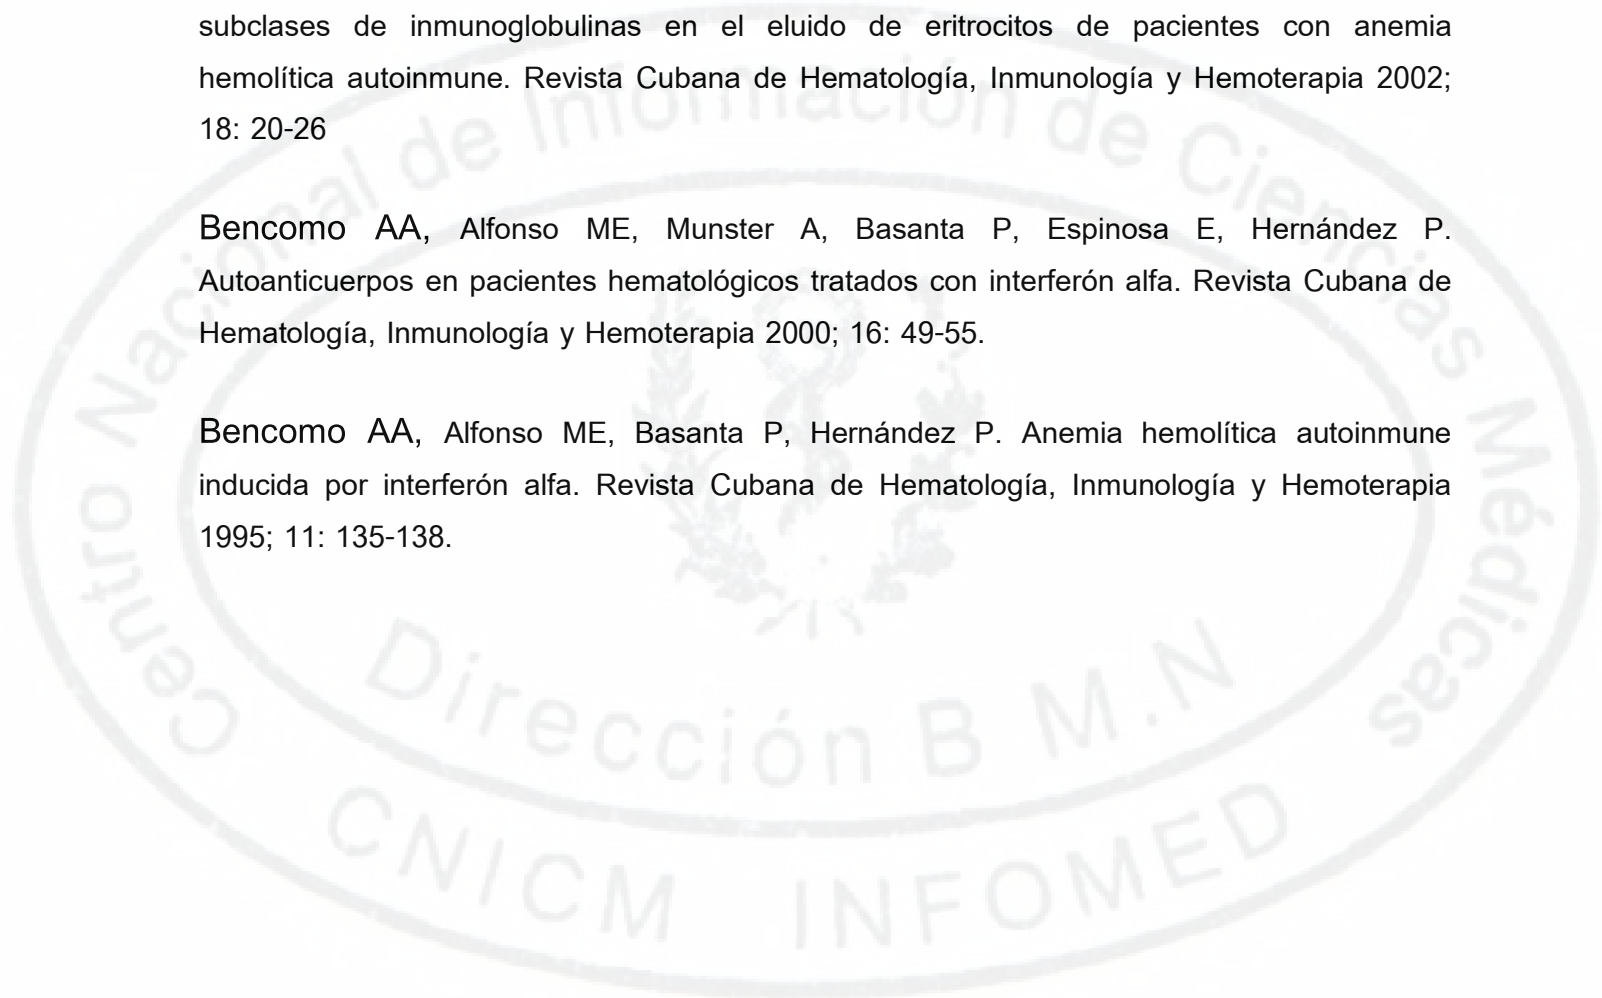 subclases de inmunoglobulinas en el eluido de eritrocitos de pacientes con anemia
hemolítica autoinmune. Revista Cubana de Hematología, Inmunología y Hemoterapia 2002;
18: 20-26
Bencomo AA, Alfonso ME, Munster A, Basanta P, Espinosa E, Hernández P.
Autoanticuerpos en pacientes hematológicos tratados con interferón alfa. Revista Cubana de
Hematología, Inmunología y Hemoterapia 2000; 16: 49-55.
Bencomo AA, Alfonso ME, Basanta P, Hernández P. Anemia hemolítica autoinmune
inducida por interferón alfa. Revista Cubana de Hematología, Inmunología y Hemoterapia
1995; 11: 135-138.
Centro Nacional de Información de Ciencias Médicas
Dirección B M.N
CNICM INFOMED